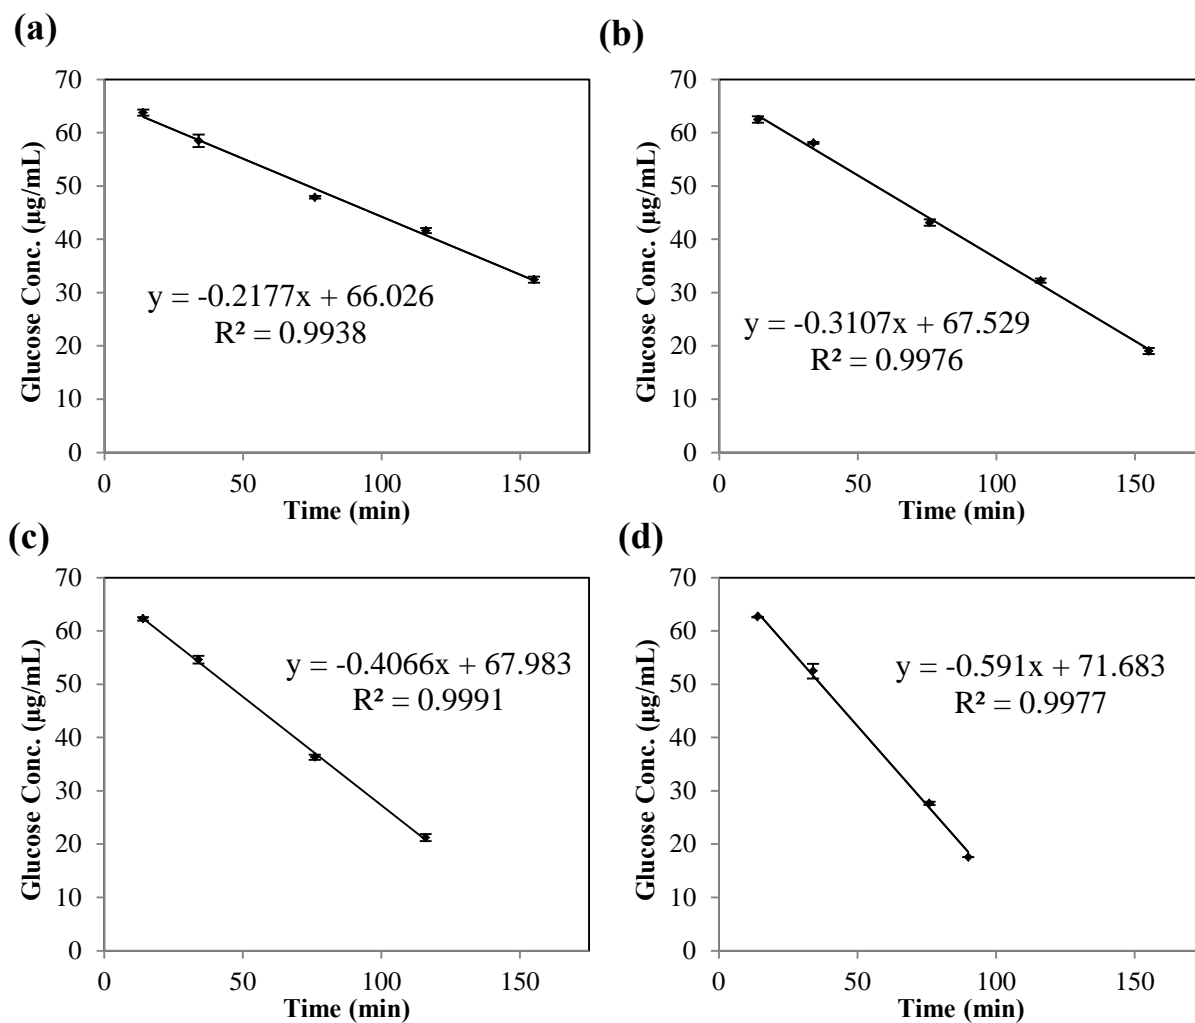 (a)
70
60
50
40
30
20
10
0
Glucose Conc. (µg/mL)
y = -0.2177x + 66.026
R² = 0.9938
0 50 100 150
Time (min)
(b)
70
60
50
40
30
20
10
0
Glucose Conc. (µg/mL)
y = -0.3107x + 67.529
R² = 0.9976
0 50 100 150
Time (min)
(c)
70
60
50
40
30
20
10
0
Glucose Conc. (µg/mL)
y = -0.4066x + 67.983
R² = 0.9991
0 50 100 150
Time (min)
(d)
70
60
50
40
30
20
10
0
Glucose Conc. (µg/mL)
y = -0.591x + 71.683
R² = 0.9977
0 50 100 150
Time (min)